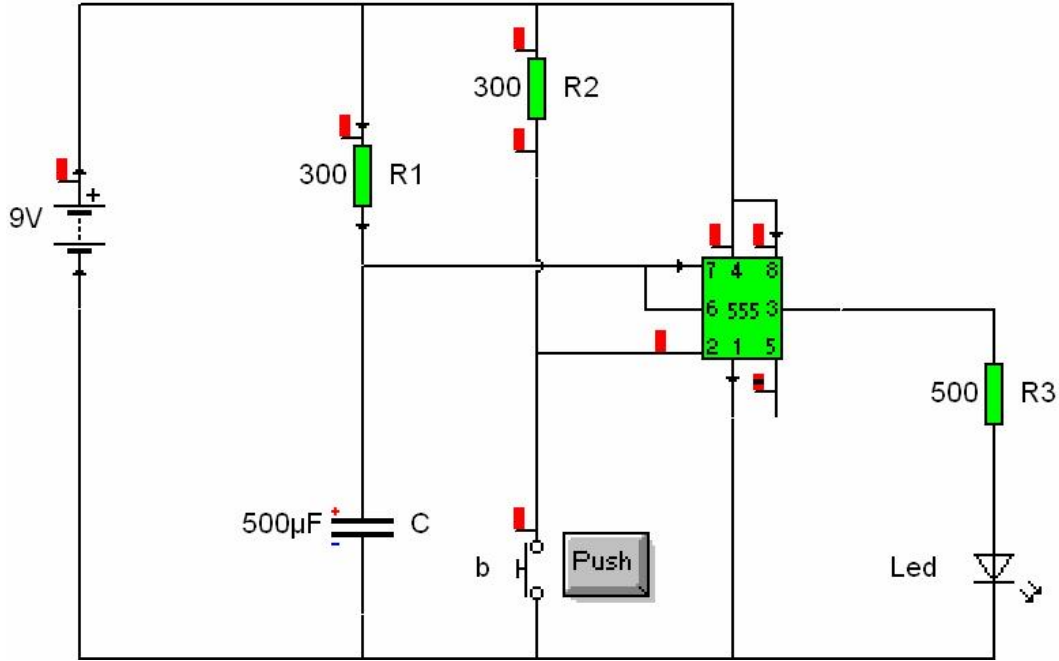 300 R2
300 R1
+
9V
7 4 8
6 555 3
2 1 5
500 R3
+
500µF C
-
b Push
Led